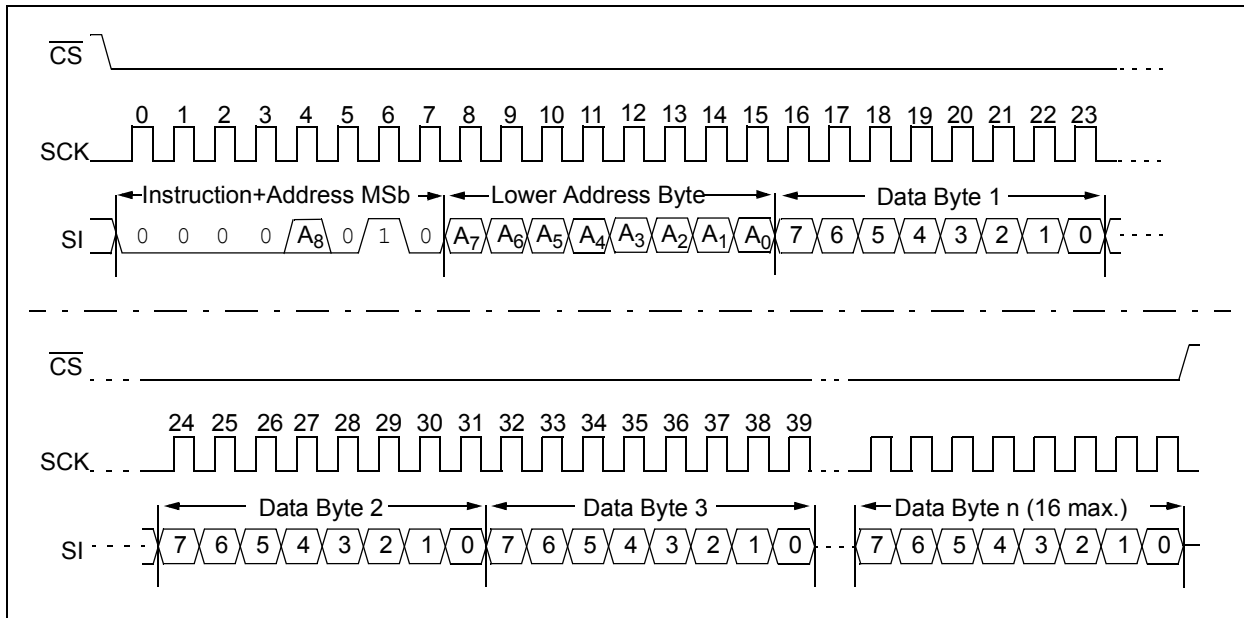 CS
0 1 2 3 4 5 6 7 8 9 10 11 12 13 14 15 16 17 18 19 20 21 22 23
SCK
Instruction+Address MSb Lower Address Byte Data Byte 1
SI 0 0 0 0 A8 0 1 0 A7 A6 A5 A4 A3 A2 A1 A0 7 6 5 4 3 2 1 0
CS
24 25 26 27 28 29 30 31 32 33 34 35 36 37 38 39
SCK
Data Byte 2 Data Byte 3 Data Byte n (16 max.)
SI 7 6 5 4 3 2 1 0 7 6 5 4 3 2 1 0 7 6 5 4 3 2 1 0